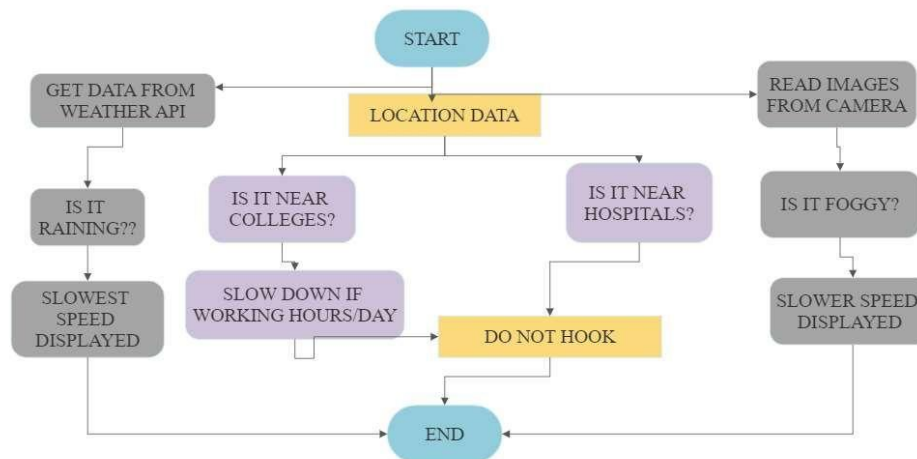 START
GET DATA FROM
WEATHER API
LOCATION DATA
READ IMAGES
FROM CAMERA
IS IT
RAINING??
IS IT NEAR
COLLEGES?
IS IT NEAR
HOSPITALS?
IS IT FOGGY?
SLOWEST
SPEED
DISPLAYED
SLOW DOWN IF
WORKING HOURS/DAY
DO NOT HOOK
SLOWER SPEED
DISPLAYED
END